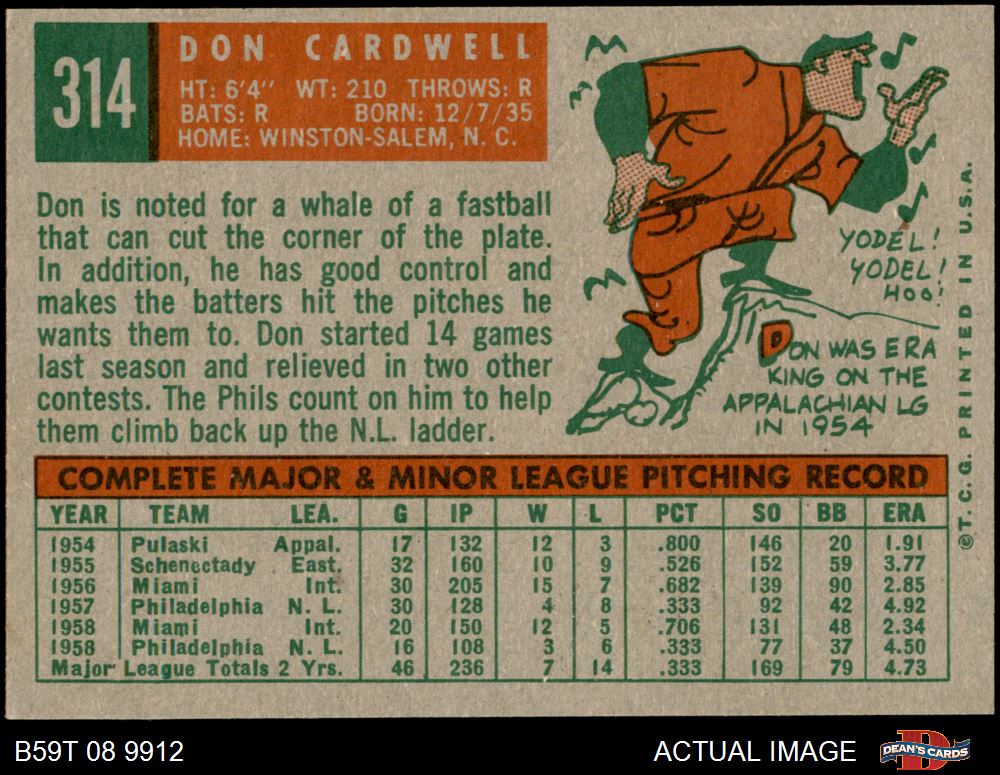 314
DON CARDWELL
HT: 6'4" WT: 210 THROWS: R
BATS: R BORN: 12/7/35
HOME: WINSTON-SALEM, N. C.
Don is noted for a whale of a fastball
that can cut the corner of the plate.
In addition, he has good control and
makes the batters hit the pitches he
wants them to. Don started 14 games
last season and relieved in two other
contests. The Phils count on him to help
them climb back up the N.L. ladder.
YODEL!
YODEL!
HOO!
DON WAS ERA
KING ON THE
APPALACHIAN LG
IN 1954
©T. C. G. PRINTED IN U.S.A.
COMPLETE MAJOR & MINOR LEAGUE PITCHING RECORD
YEAR TEAM LEA. G IP W L PCT SO BB ERA
1954 Pulaski Appal. 17 132 12 3 .800 146 20 1.91
1955 Schenectady East. 32 160 10 9 .526 152 59 3.77
1956 Miami Int. 30 205 15 7 .682 139 90 2.85
1957 Philadelphia N. L. 30 128 4 8 .333 92 42 4.92
1958 Miami Int. 20 150 12 5 .706 131 48 2.34
1958 Philadelphia N. L. 16 108 3 6 .333 77 37 4.50
Major League Totals 2 Yrs. 46 236 7 14 .333 169 79 4.73
B59T 08 9912
ACTUAL IMAGE
DEAN'S CARDS